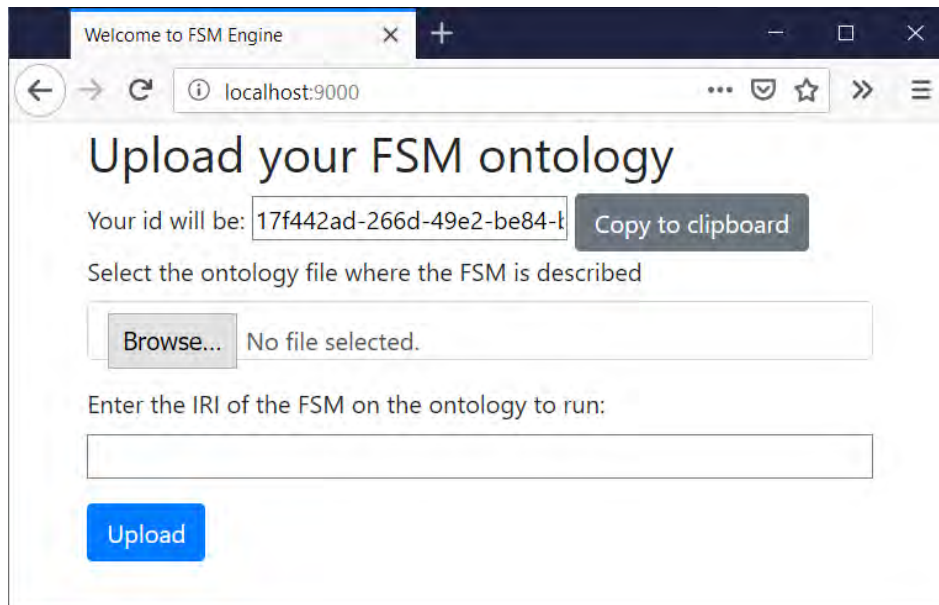 Welcome to FSM Engine
localhost:9000
Upload your FSM ontology
Your id will be: 17f442ad-266d-49e2-be84-b Copy to clipboard
Select the ontology file where the FSM is described
Browse... No file selected.
Enter the IRI of the FSM on the ontology to run:
Upload